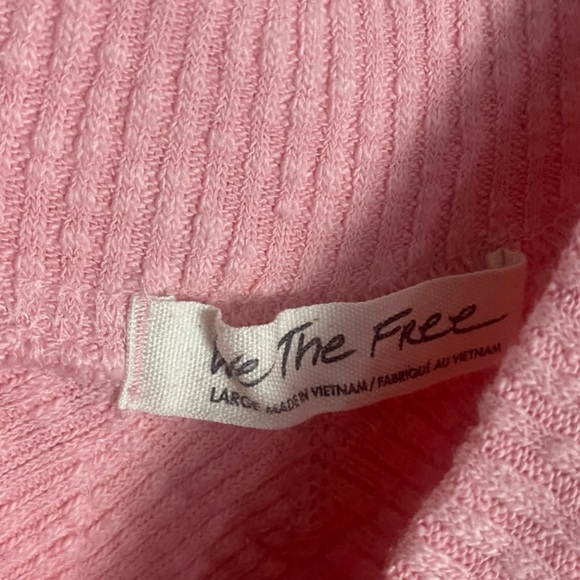 We The Free
LARGE MADE IN VIETNAM / FABRIQUÉ AU VIETNAM